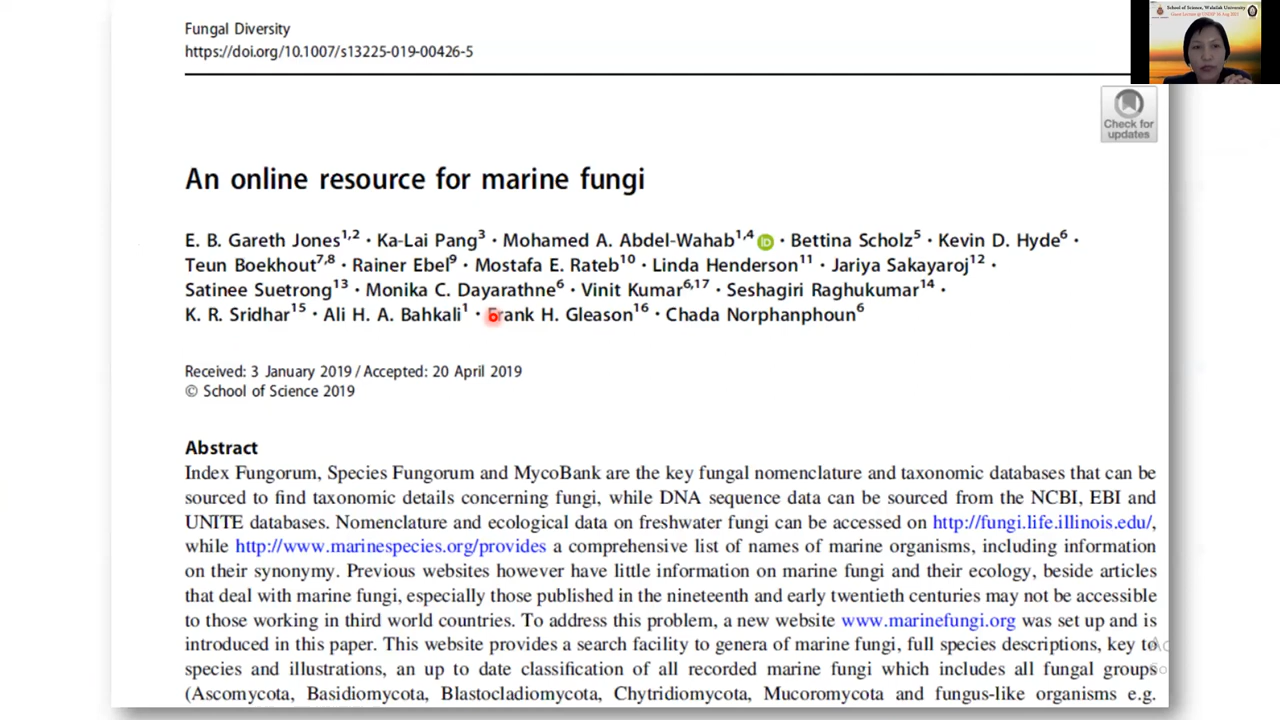 Fungal Diversity
https://doi.org/10.1007/s13225-019-00426-5
School of Science, Walailak University
Check for
updates
An online resource for marine fungi
E. B. Gareth Jones1,2 · Ka-Lai Pang3 · Mohamed A. Abdel-Wahab1,4 iD · Bettina Scholz5 · Kevin D. Hyde6 ·
Teun Boekhout7,8 · Rainer Ebel9 · Mostafa E. Rateb10 · Linda Henderson11 · Jariya Sakayaroj12 ·
Satinee Suetrong13 · Monika C. Dayarathne6 · Vinit Kumar6,17 · Seshagiri Raghukumar14 ·
K. R. Sridhar15 · Ali H. A. Bahkali1 · Frank H. Gleason16 · Chada Norphanphoun6
Received: 3 January 2019 / Accepted: 20 April 2019
© School of Science 2019
Abstract
Index Fungorum, Species Fungorum and MycoBank are the key fungal nomenclature and taxonomic databases that can be
sourced to find taxonomic details concerning fungi, while DNA sequence data can be sourced from the NCBI, EBI and
UNITE databases. Nomenclature and ecological data on freshwater fungi can be accessed on http://fungi.life.illinois.edu/,
while http://www.marinespecies.org/provides a comprehensive list of names of marine organisms, including information
on their synonymy. Previous websites however have little information on marine fungi and their ecology, beside articles
that deal with marine fungi, especially those published in the nineteenth and early twentieth centuries may not be accessible
to those working in third world countries. To address this problem, a new website www.marinefungi.org was set up and is
introduced in this paper. This website provides a search facility to genera of marine fungi, full species descriptions, key to
species and illustrations, an up to date classification of all recorded marine fungi which includes all fungal groups
(Ascomycota, Basidiomycota, Blastocladiomycota, Chytridiomycota, Mucoromycota and fungus-like organisms e.g.